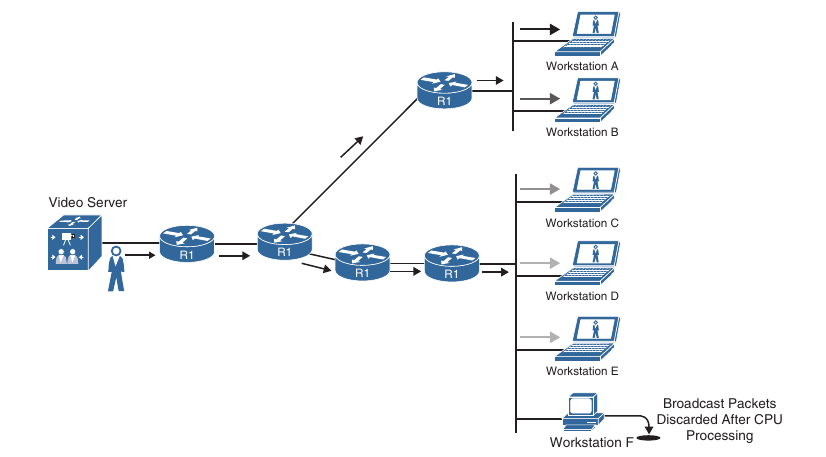 Workstation A
R1
Workstation B
Video Server
Workstation C
R1
R1
R1
R1
Workstation D
Workstation E
Broadcast Packets
Discarded After CPU
Processing
Workstation F